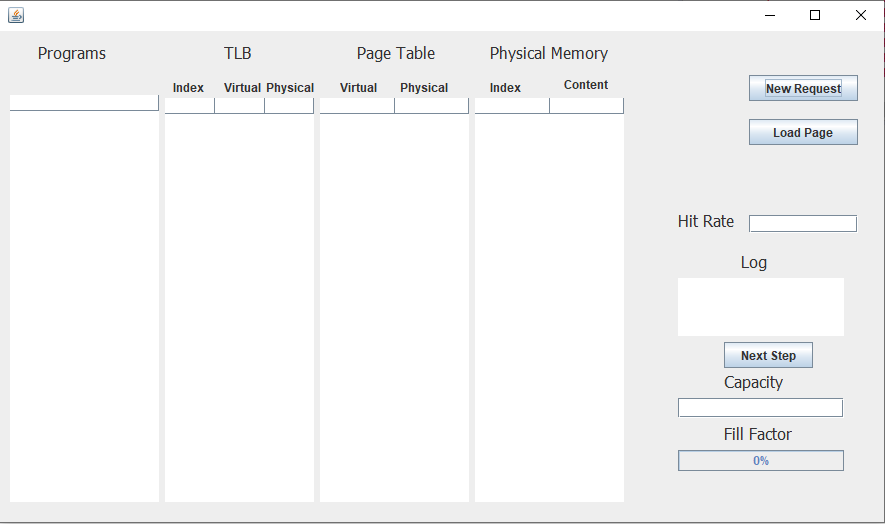 Programs
TLB
Page Table
Physical Memory
Index
Virtual
Physical
Virtual
Physical
Index
Content
New Request
Load Page
Hit Rate
Log
Next Step
Capacity
Fill Factor
0%